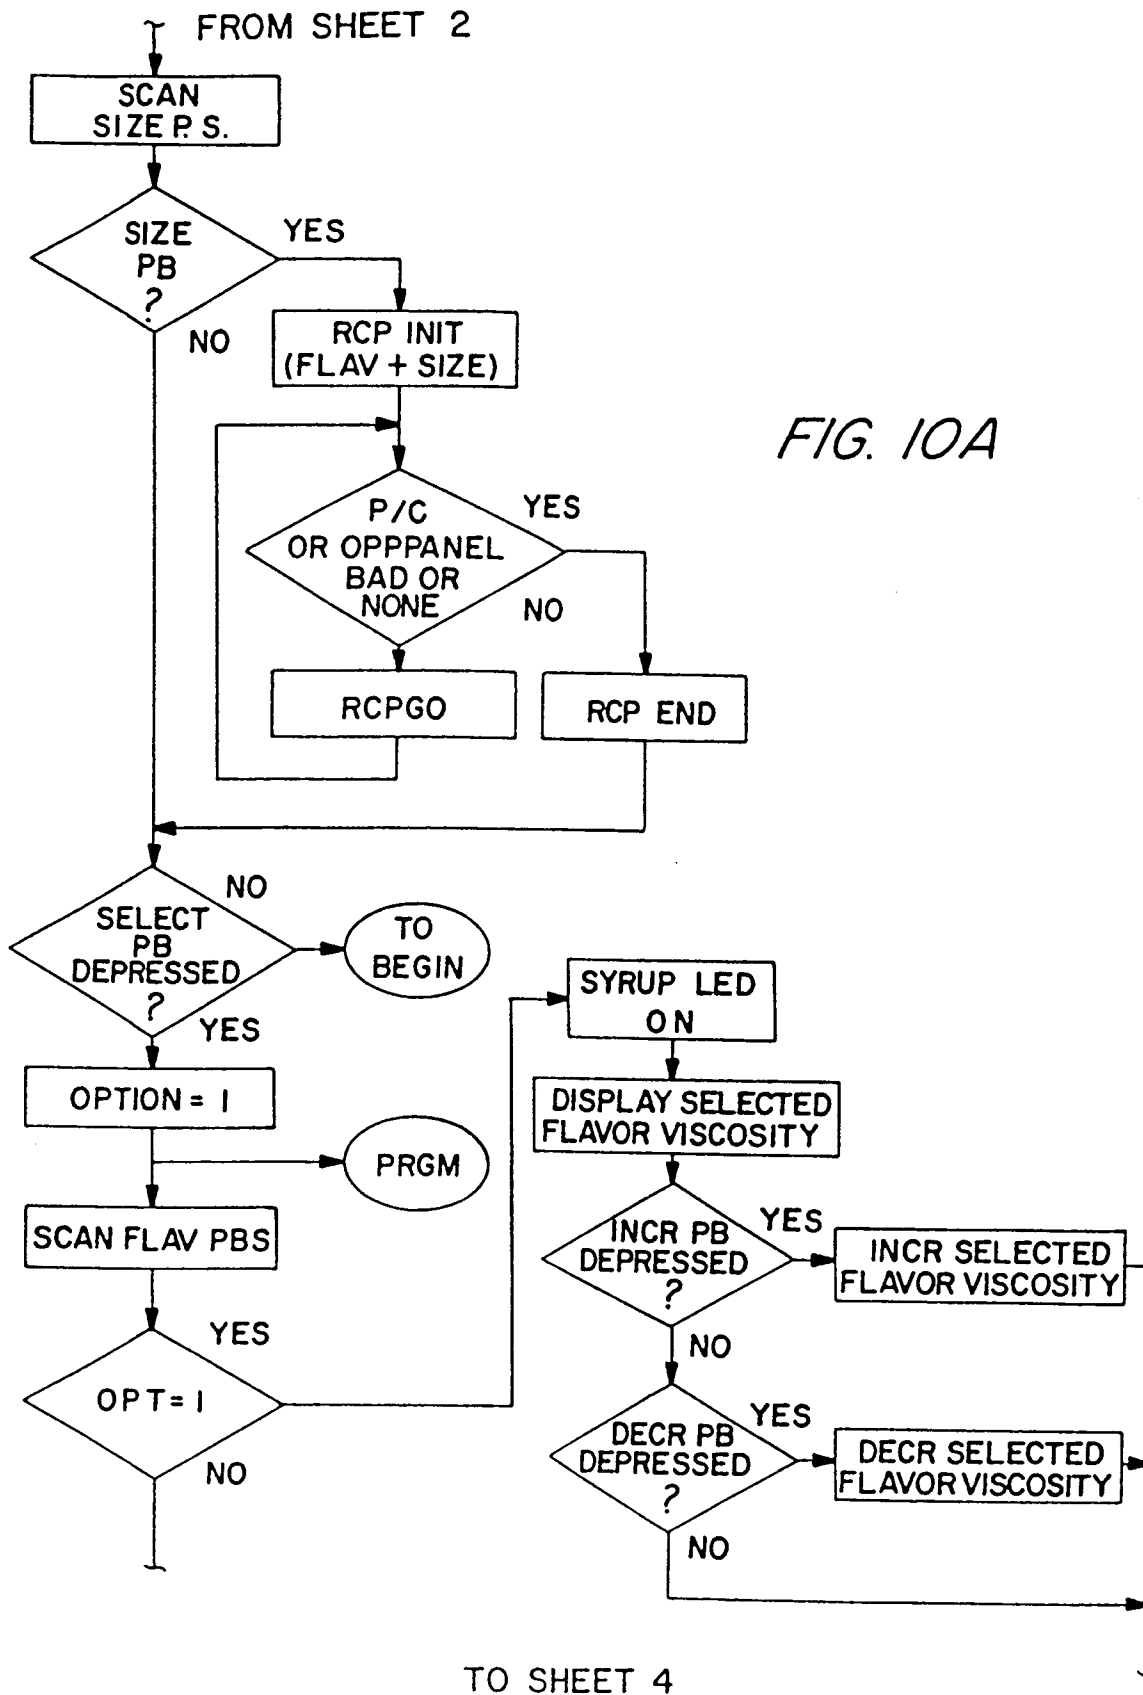 FROM SHEET 2
SCAN
SIZE P. S.
SIZE
PB
?
YES
NO
RCP INIT
(FLAV + SIZE)
FIG. 10A
P/C
OR OPPPANEL
BAD OR
NONE
YES
NO
RCPGO
RCP END
SELECT
PB
DEPRESSED
?
NO
YES
TO
BEGIN
OPTION = 1
PRGM
SCAN FLAV PBS
OPT = 1
YES
NO
SYRUP LED
ON
DISPLAY SELECTED
FLAVOR VISCOSITY
INCR PB
DEPRESSED
?
YES
NO
INCR SELECTED
FLAVOR VISCOSITY
DECR PB
DEPRESSED
?
YES
NO
DECR SELECTED
FLAVOR VISCOSITY
TO SHEET 4